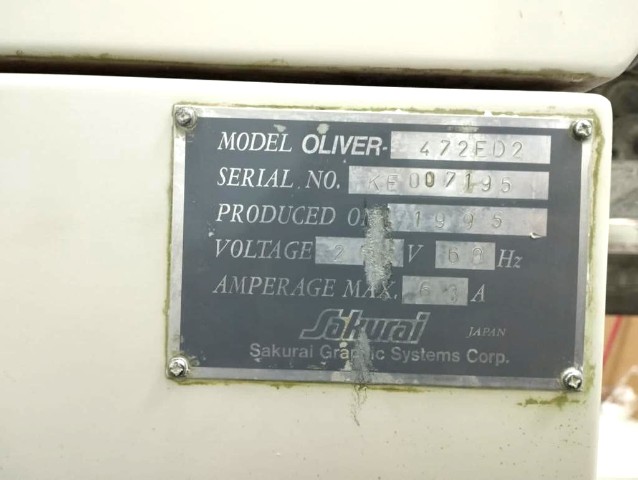 MODEL OLIVER- 472ED2
SERIAL NO. KE007195
PRODUCED ON 1995
VOLTAGE V 60 Hz
AMPERAGE MAX. A
Sakurai JAPAN
Sakurai Graphic Systems Corp.